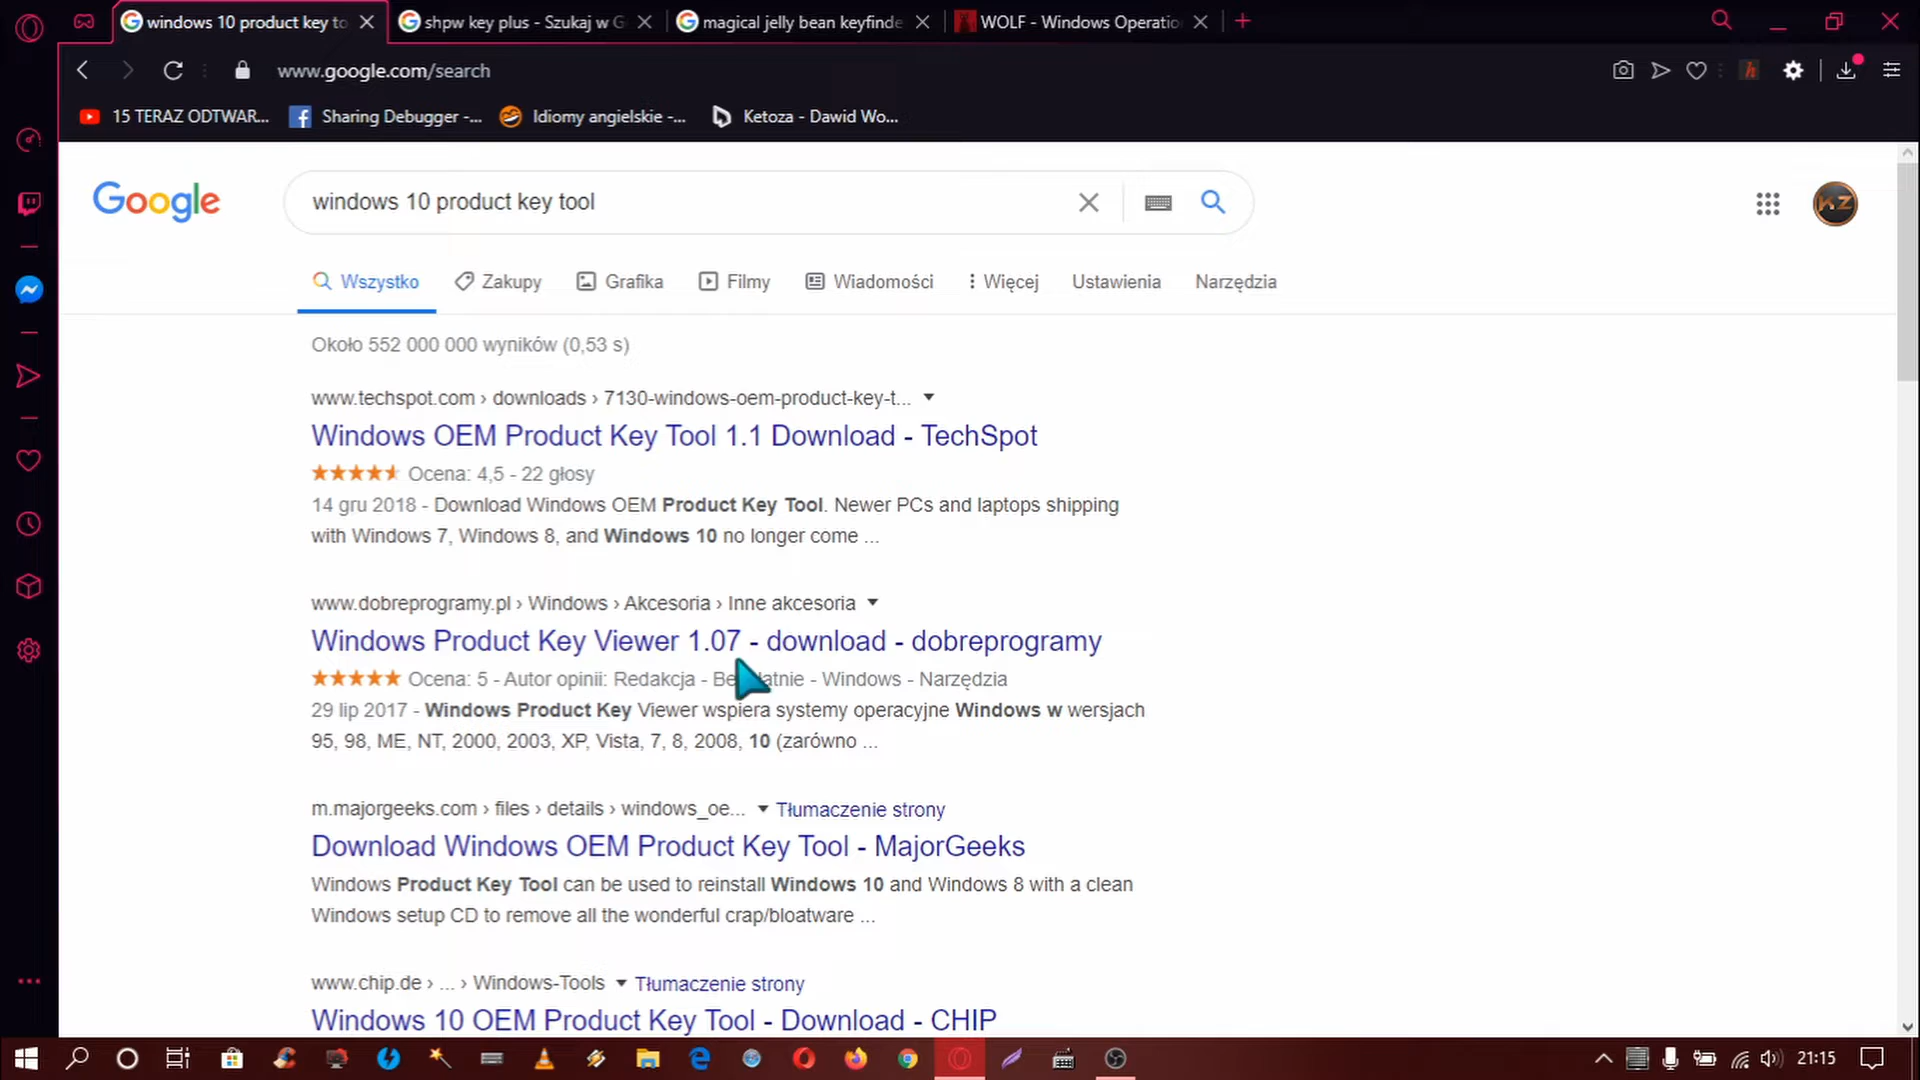 windows 10 product key to
shpw key plus - Szukaj w G
magical jelly bean keyfinde
WOLF - Windows Operatio
www.google.com/search
15 TERAZ ODTWAR...
Sharing Debugger -...
Idiomy angielskie -...
Ketoza - Dawid Wo...
Google
windows 10 product key tool
KZ
Wszystko
Zakupy
Grafika
Filmy
Wiadomości
Więcej
Ustawienia
Narzędzia
Około 552 000 000 wyników (0,53 s)
www.techspot.com › downloads › 7130-windows-oem-product-key-t...
Windows OEM Product Key Tool 1.1 Download - TechSpot
Ocena: 4,5 - 22 głosy
14 gru 2018 - Download Windows OEM Product Key Tool. Newer PCs and laptops shipping
with Windows 7, Windows 8, and Windows 10 no longer come ...
www.dobreprogramy.pl › Windows › Akcesoria › Inne akcesoria
Windows Product Key Viewer 1.07 - download - dobreprogramy
Ocena: 5 - Autor opinii: Redakcja - - Windows - Narzędzia
29 lip 2017 - Windows Product Key Viewer wspiera systemy operacyjne Windows w wersjach
95, 98, ME, NT, 2000, 2003, XP, Vista, 7, 8, 2008, 10 (zarówno ...
m.majorgeeks.com › files › details › windows_oe... Tłumaczenie strony
Download Windows OEM Product Key Tool - MajorGeeks
Windows Product Key Tool can be used to reinstall Windows 10 and Windows 8 with a clean
Windows setup CD to remove all the wonderful crap/bloatware ...
www.chip.de › ... › Windows-Tools Tłumaczenie strony
Windows 10 OEM Product Key Tool - Download - CHIP
21:15